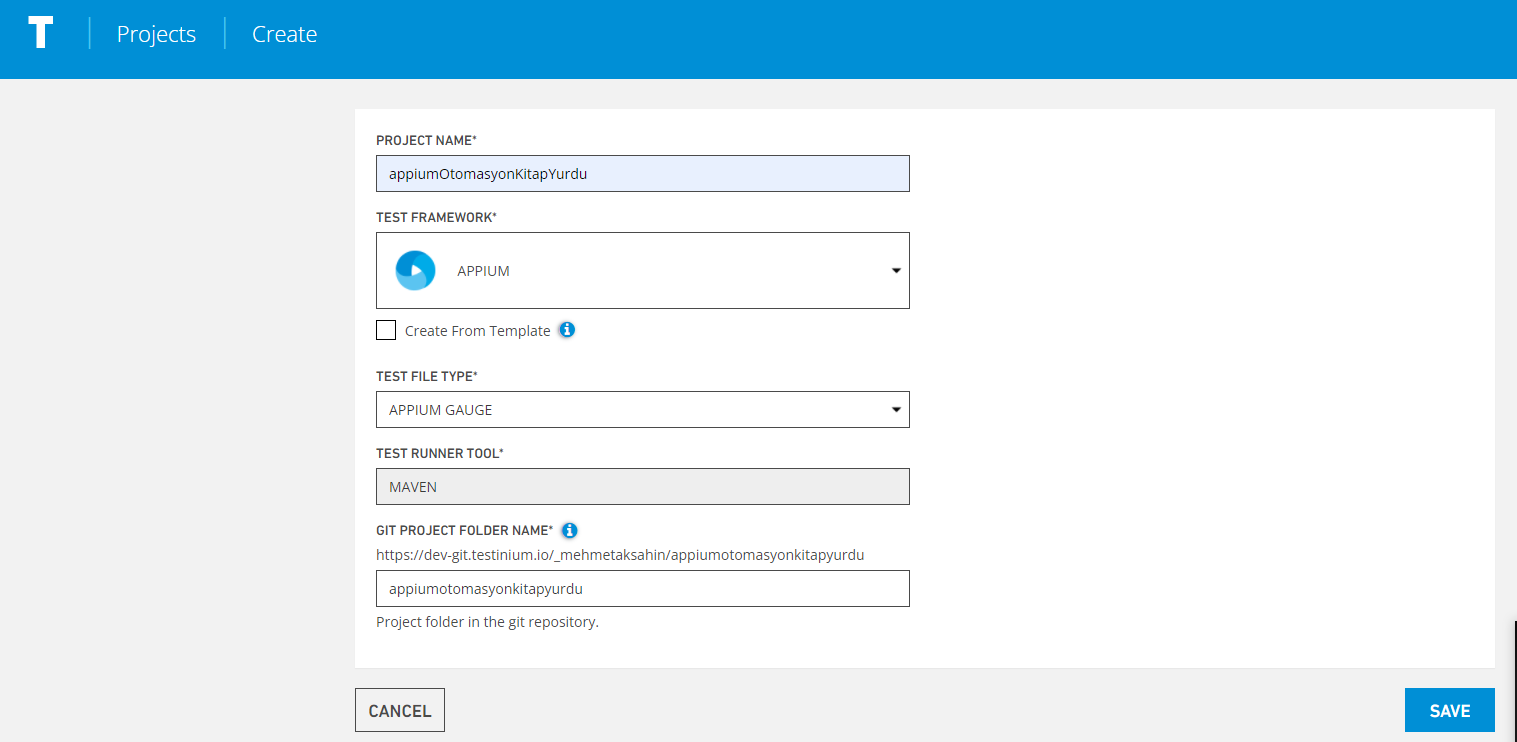 T Projects Create
PROJECT NAME*
appiumOtomasyonKitapYurdu
TEST FRAMEWORK*
APPIUM
Create From Template
TEST FILE TYPE*
APPIUM GAUGE
TEST RUNNER TOOL*
MAVEN
GIT PROJECT FOLDER NAME*
https://dev-git.testinium.io/_mehmetaksahin/appiumotomasyonkitapyurdu
appiumotomasyonkitapyurdu
Project folder in the git repository.
CANCEL SAVE